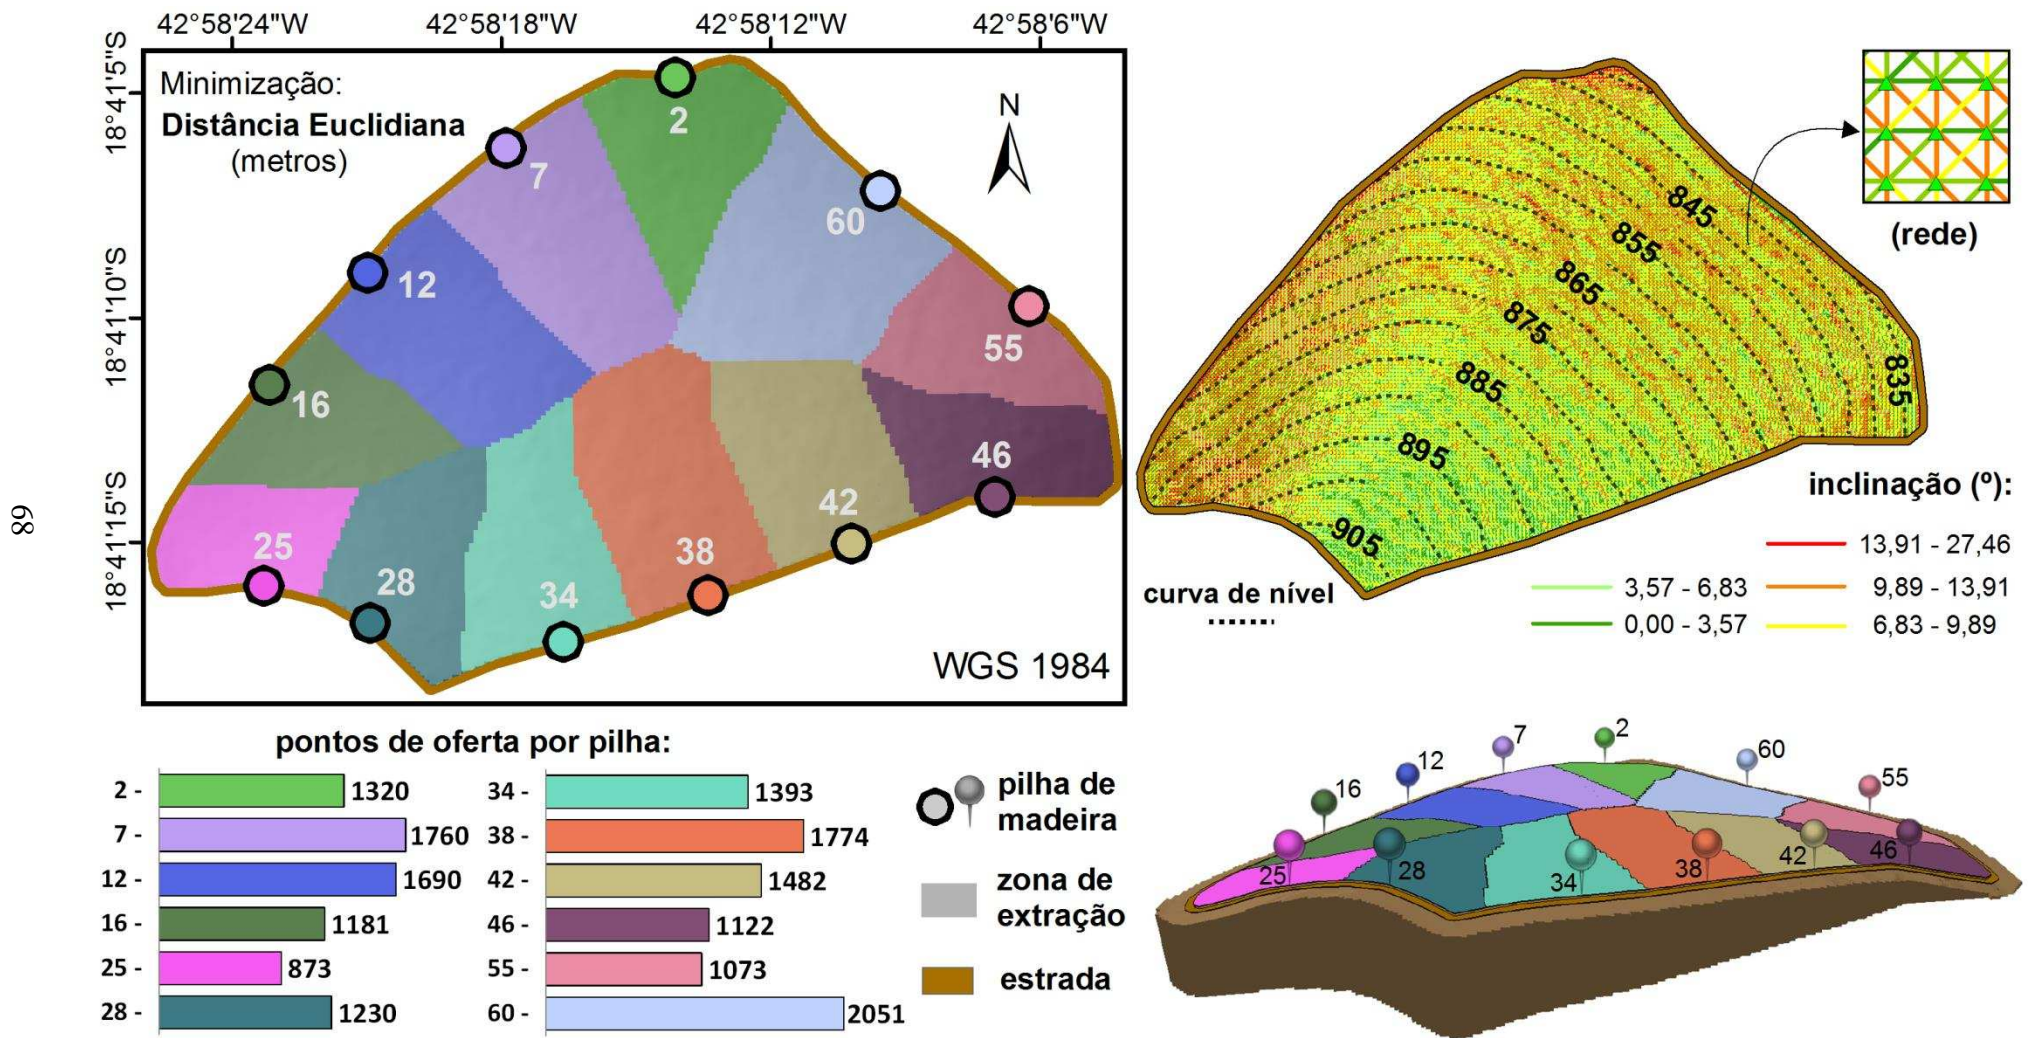 42°58'24"W 42°58'18"W 42°58'12"W 42°58'6"W
18°41'5"S
18°41'10"S
18°41'15"S
Minimização:
Distância Euclidiana
(metros)
N
2
7
60
12
55
16
46
42
25
38
28
34
WGS 1984
845
855
865
875
885
835
895
905
(rede)
inclinação (º):
13,91 - 27,46
3,57 - 6,83
9,89 - 13,91
0,00 - 3,57
6,83 - 9,89
curva de nível
68
pontos de oferta por pilha:
2 - 1320
7 - 1760
12 - 1690
16 - 1181
25 - 873
28 - 1230
34 - 1393
38 - 1774
42 - 1482
46 - 1122
55 - 1073
60 - 2051
pilha de
madeira
zona de
extração
estrada
2
7
60
12
55
16
46
42
38
25
28
34